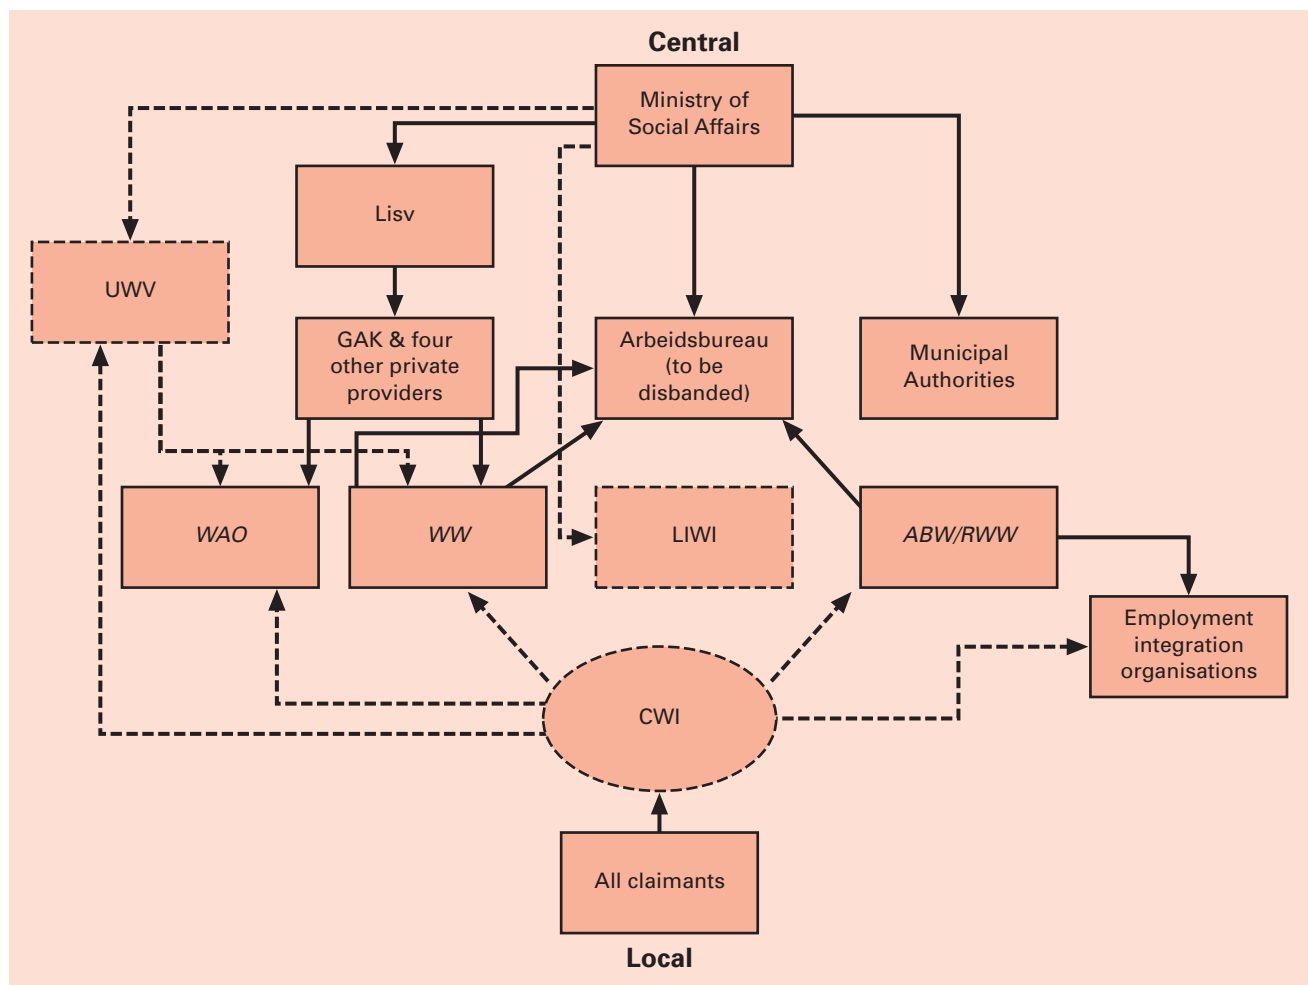 Central
Ministry of
Social Affairs
Lisv
UWV
GAK & four
other private
providers
Arbeidsbureau
(to be
disbanded)
Municipal
Authorities
WAO
WW
LIWI
ABW/RWW
Employment
integration
organisations
CWI
All claimants
Local